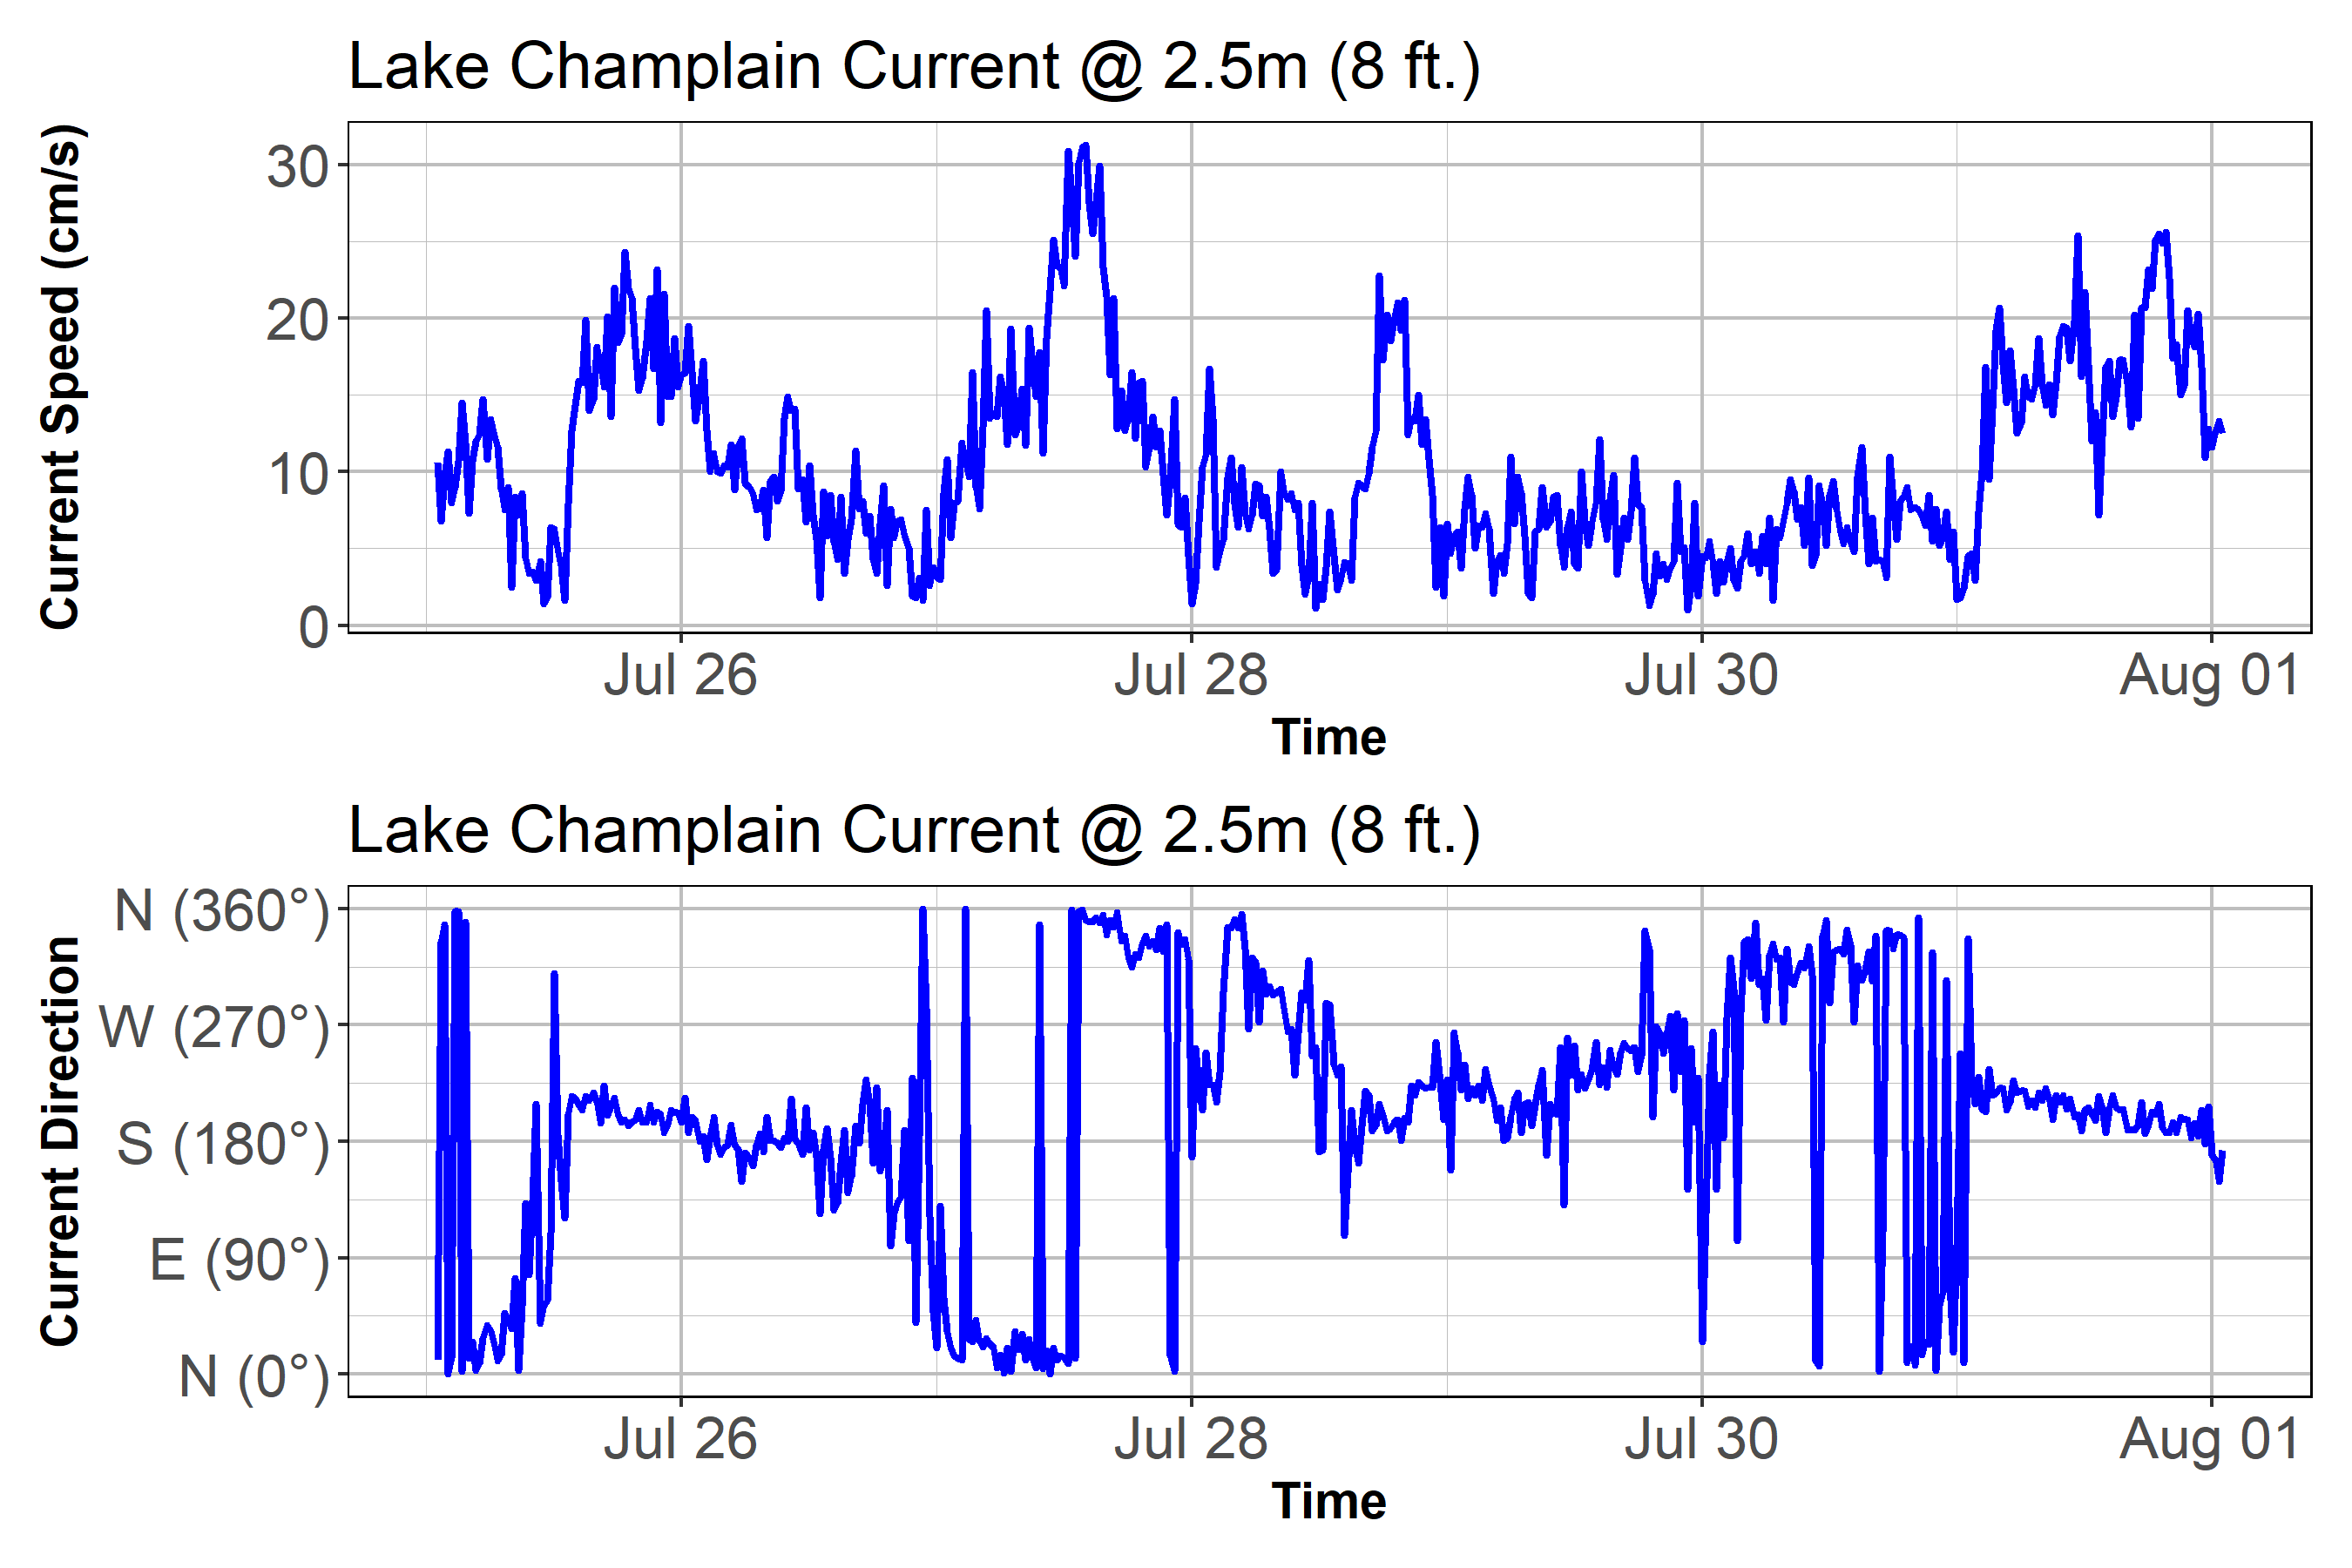 Lake Champlain Current @ 2.5m (8 ft.)
Current Speed (cm/s)
30
20
10
0
Jul 26 Jul 28 Jul 30 Aug 01
Time
Lake Champlain Current @ 2.5m (8 ft.)
Current Direction
N (360°)
W (270°)
S (180°)
E (90°)
N (0°)
Jul 26 Jul 28 Jul 30 Aug 01
Time